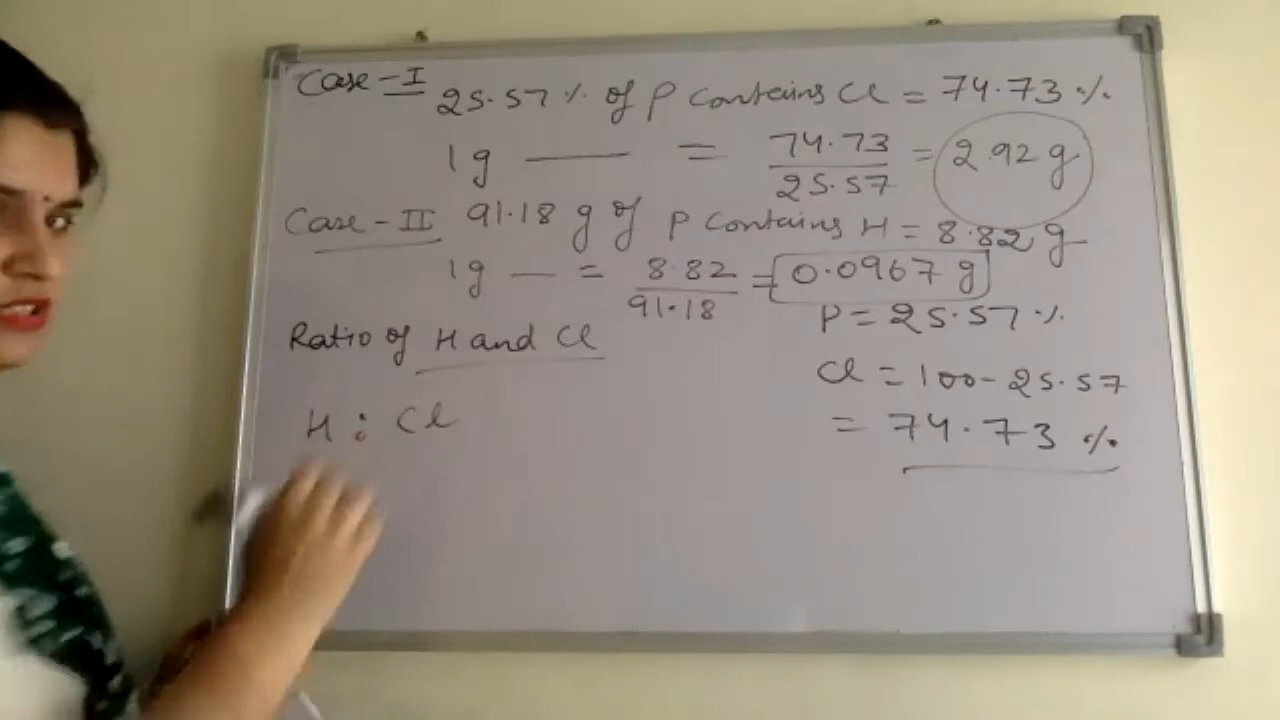 Case-I
25.57 % of P contains Cl = 74.73 %
1g —— = 74.73 / 25.57 = 2.92 g
Case-II 91.18 g of P contains H = 8.82 g
1g — = 8.82 / 91.18 = 0.0967 g
P = 25.57 %
Ratio of H and Cl
Cl = 100-25.57
H : Cl
= 74.73 %